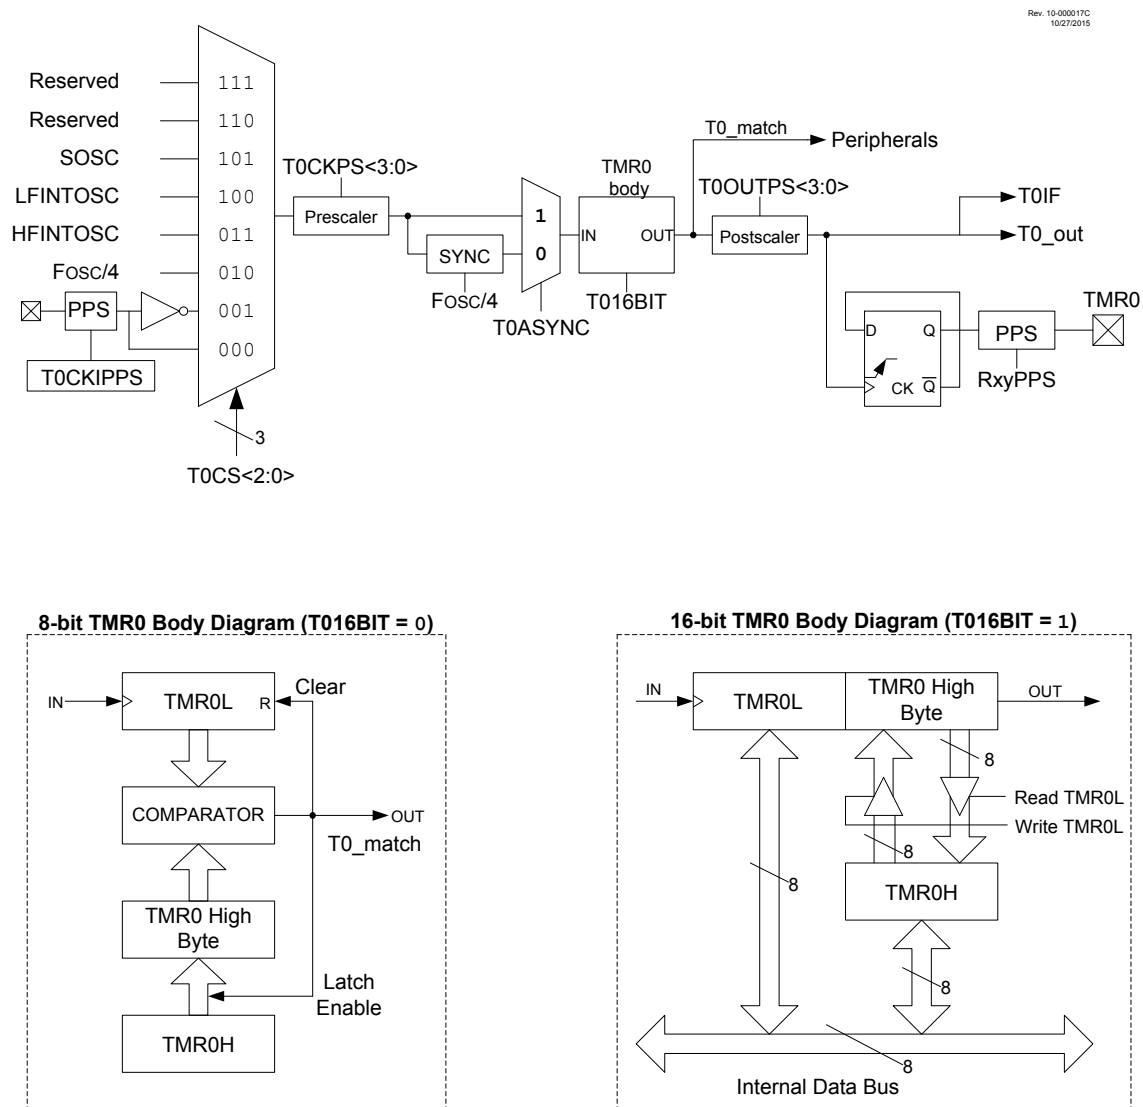 Rev. 10-000017C
10/27/2015
Reserved
111
Reserved
110
SOSC
101
LFINTOSC
100
HFINTOSC
011
FOSC/4
010
PPS
001
000
T0CKIPPS
3
T0CS<2:0>
T0CKPS<3:0>
Prescaler
SYNC
FOSC/4
1
0
T0ASYNC
TMR0
body
IN
OUT
T016BIT
T0_match
Peripherals
T0OUTPS<3:0>
Postscaler
T0IF
T0_out
D
Q
CK
Q
PPS
RxyPPS
TMR0
8-bit TMR0 Body Diagram (T016BIT = 0)
IN
TMR0L
R
Clear
COMPARATOR
OUT
T0_match
TMR0 High
Byte
Latch
Enable
TMR0H
16-bit TMR0 Body Diagram (T016BIT = 1)
IN
TMR0L
TMR0 High
Byte
OUT
8
Read TMR0L
Write TMR0L
8
8
TMR0H
8
8
Internal Data Bus